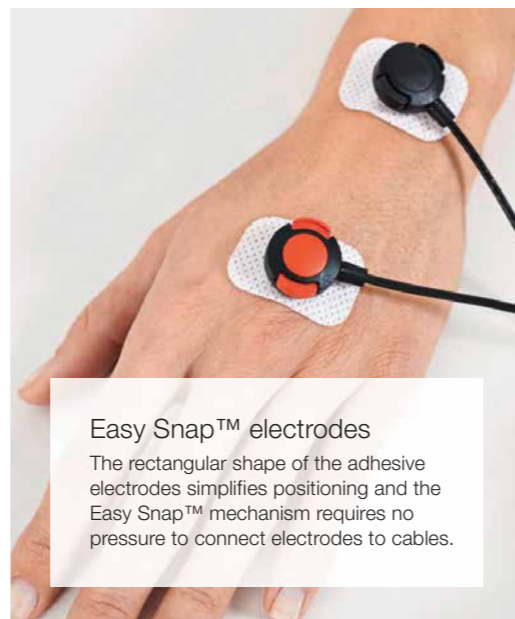 Easy Snap™ electrodes
The rectangular shape of the adhesive
electrodes simplifies positioning and the
Easy Snap™ mechanism requires no
pressure to connect electrodes to cables.